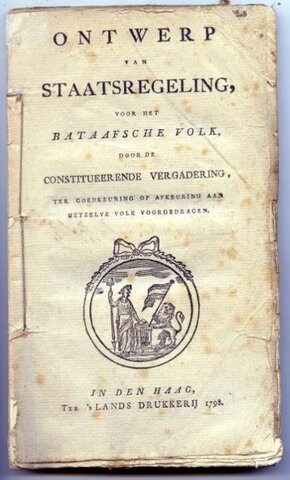 ONTWERP
VAN
STAATSREGELING,
VOOR HET
BATAAFSCHE VOLK,
DOOR DE
CONSTITUEERENDE VERGADERING,
TER GOEDKEURING OF AFKEURING AAN
HETZELVE VOLK VOORGEDRAGEN.
IN DEN HAAG,
TER 'sLANDS DRUKKERIJ 1798.